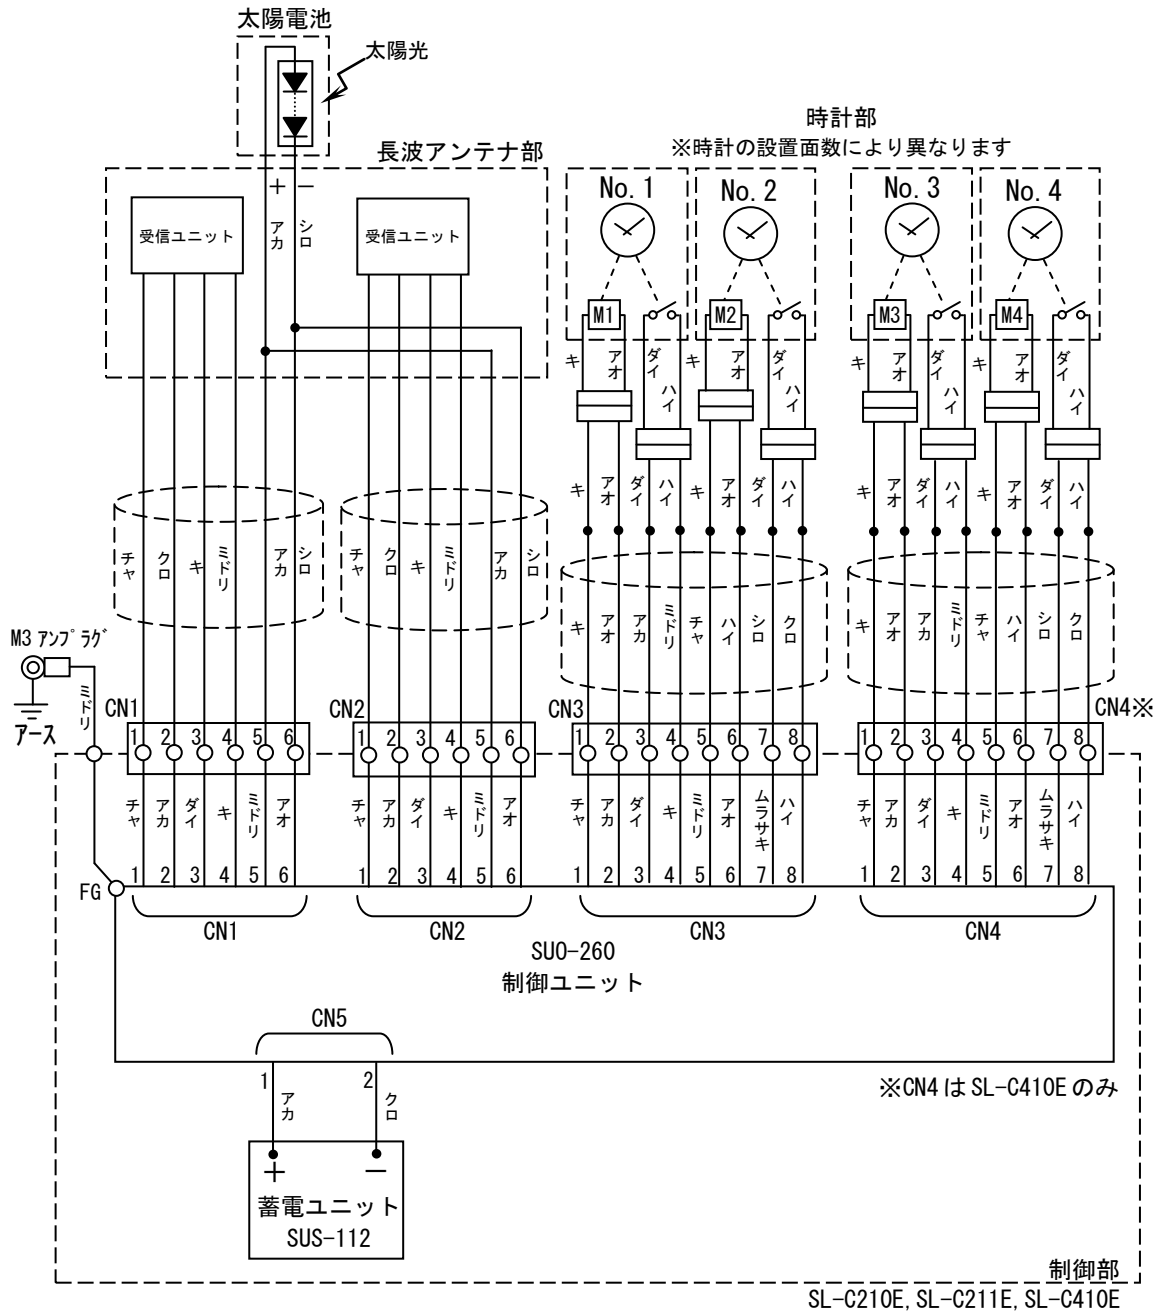 太陽電池
太陽光
時計部
※時計の設置面数により異なります
長波アンテナ部
+ −
アカ シロ
受信ユニット 受信ユニット
No. 1 No. 2 No. 3 No. 4
M1 M2 M3 M4
キ アオ ダイ ハイ キ アオ ダイ ハイ キ アオ ダイ ハイ キ アオ ダイ ハイ
キ アオ ダイ ハイ キ アオ ダイ ハイ キ アオ ダイ ハイ キ アオ ダイ ハイ
チャ クロ キ ミドリ アカ シロ チャ クロ キ ミドリ アカ シロ
キ アオ アカ ミドリ チャ ハイ シロ クロ キ アオ アカ ミドリ チャ ハイ シロ クロ
M3 アンプ ラグ
ミドリ
アース
CN1 CN2 CN3 CN4※
1 2 3 4 5 6 1 2 3 4 5 6 1 2 3 4 5 6 7 8 1 2 3 4 5 6 7 8
チャ アカ ダイ キ ミドリ アオ チャ アカ ダイ キ ミドリ アオ チャ アカ ダイ キ ミドリ アオ ムラサキ ハイ チャ アカ ダイ キ ミドリ アオ ムラサキ ハイ
1 2 3 4 5 6 1 2 3 4 5 6 1 2 3 4 5 6 7 8 1 2 3 4 5 6 7 8
FG
CN1 CN2 CN3 CN4
SUO-260
制御ユニット
CN5
1 2
アカ クロ
※CN4 は SL-C410E のみ
+ −
蓄電ユニット
SUS-112
制御部
SL-C210E, SL-C211E, SL-C410E